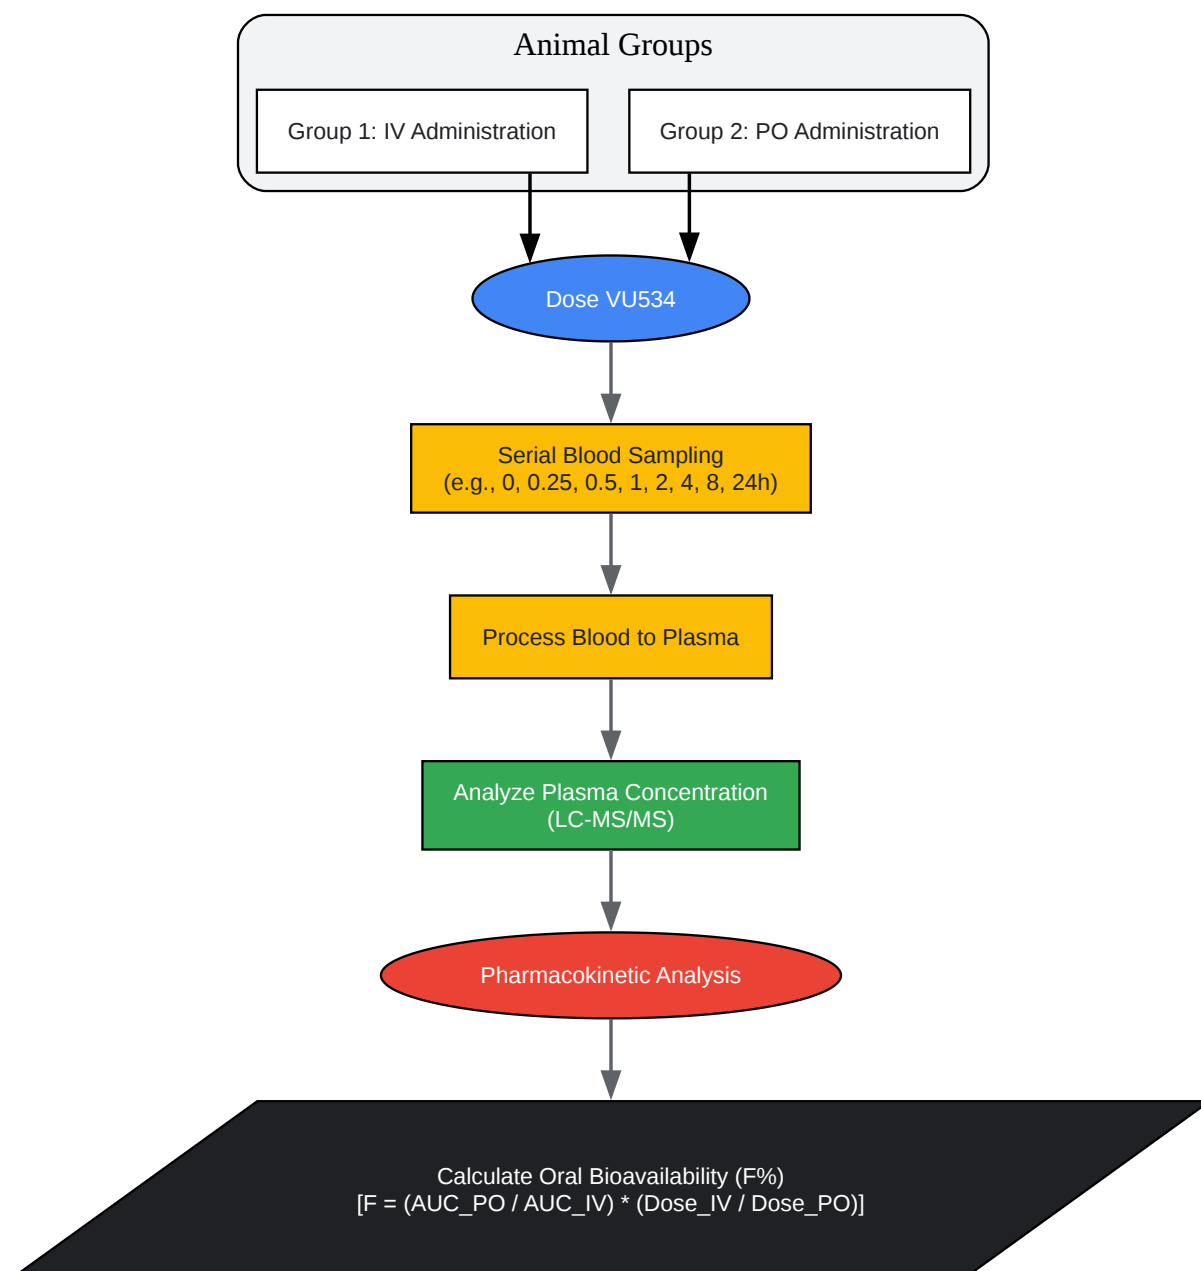 Animal Groups
Group 1: IV Administration
Group 2: PO Administration
Dose VU534
Serial Blood Sampling
(e.g., 0, 0.25, 0.5, 1, 2, 4, 8, 24h)
Process Blood to Plasma
Analyze Plasma Concentration
(LC-MS/MS)
Pharmacokinetic Analysis
Calculate Oral Bioavailability (F%)
[F = (AUC_PO / AUC_IV) * (Dose_IV / Dose_PO)]